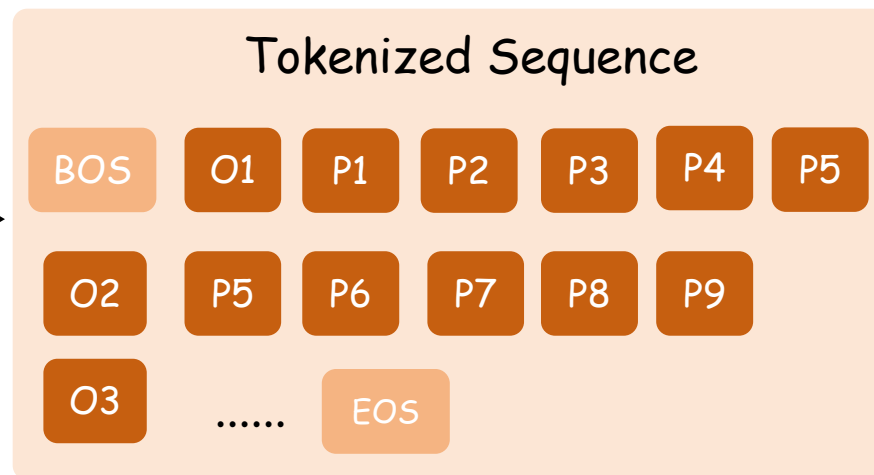 Tokenized Sequence
BOS O1 P1 P2 P3 P4 P5
O2 P5 P6 P7 P8 P9
O3 ...... EOS